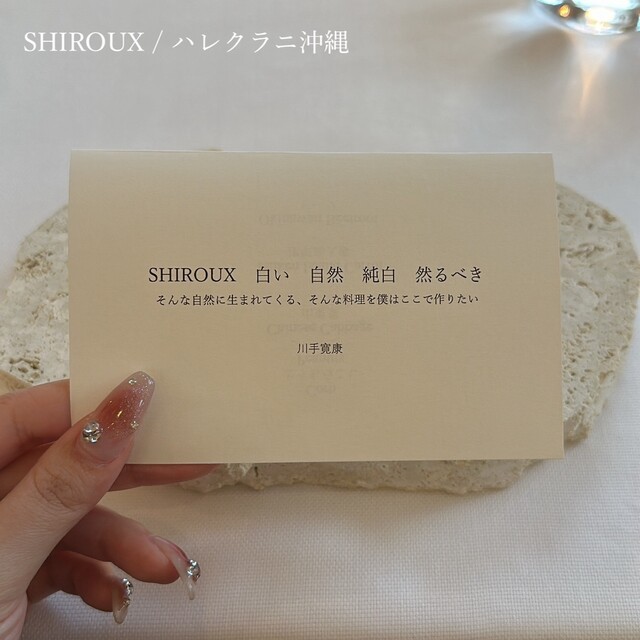 SHIROUX / ハレクラニ沖縄
SHIROUX　白い　自然　純白　然るべき
そんな自然に生まれてくる、そんな料理を僕はここで作りたい
川手寛康